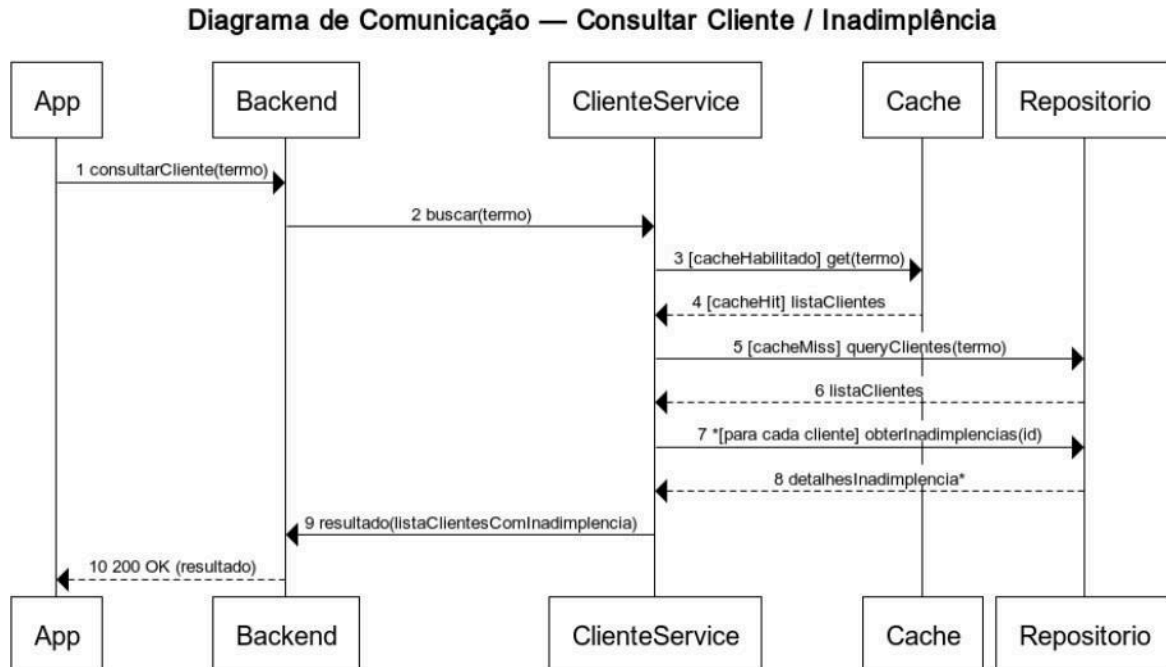 Diagrama de Comunicação — Consultar Cliente / Inadimplência
App
Backend
ClienteService
Cache
Repositorio
1 consultarCliente(termo)
2 buscar(termo)
3 [cacheHabilitado] get(termo)
4 [cacheHit] listaClientes
5 [cacheMiss] queryClientes(termo)
6 listaClientes
7 *[para cada cliente] obterInadimplencias(id)
8 detalhesInadimplencia*
9 resultado(listaClientesComInadimplencia)
10 200 OK (resultado)
App
Backend
ClienteService
Cache
Repositorio